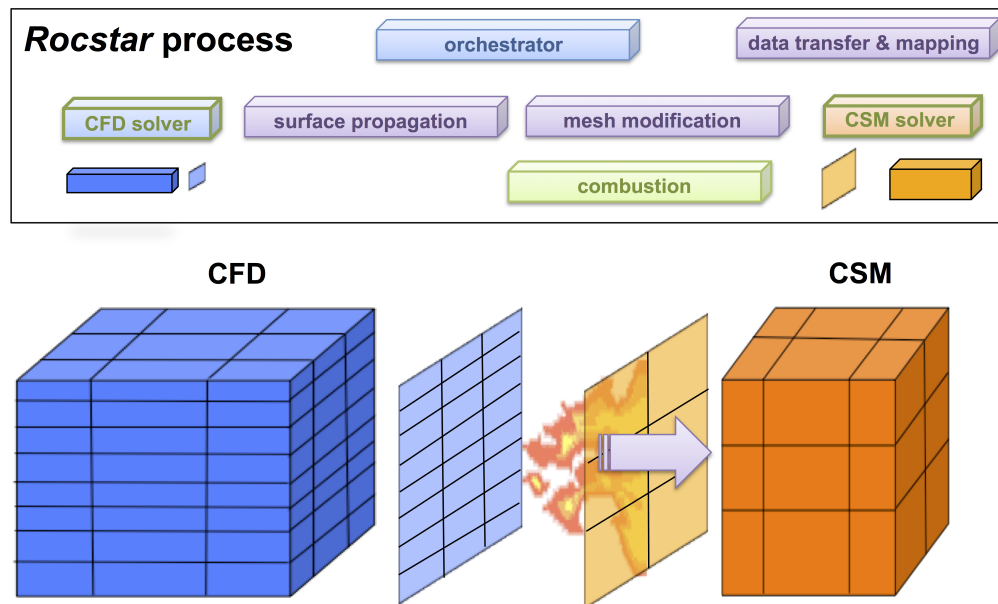 Rocstar process
orchestrator
data transfer & mapping
CFD solver
surface propagation
mesh modification
CSM solver
combustion
CFD
CSM